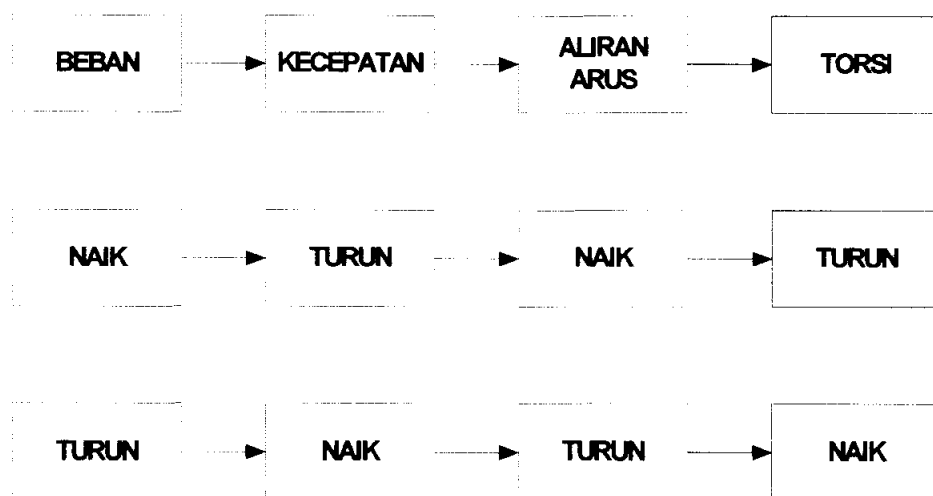 BEBAN KECEPATAN ALIRAN ARUS TORSI
NAIK TURUN NAIK TURUN
TURUN NAIK TURUN NAIK